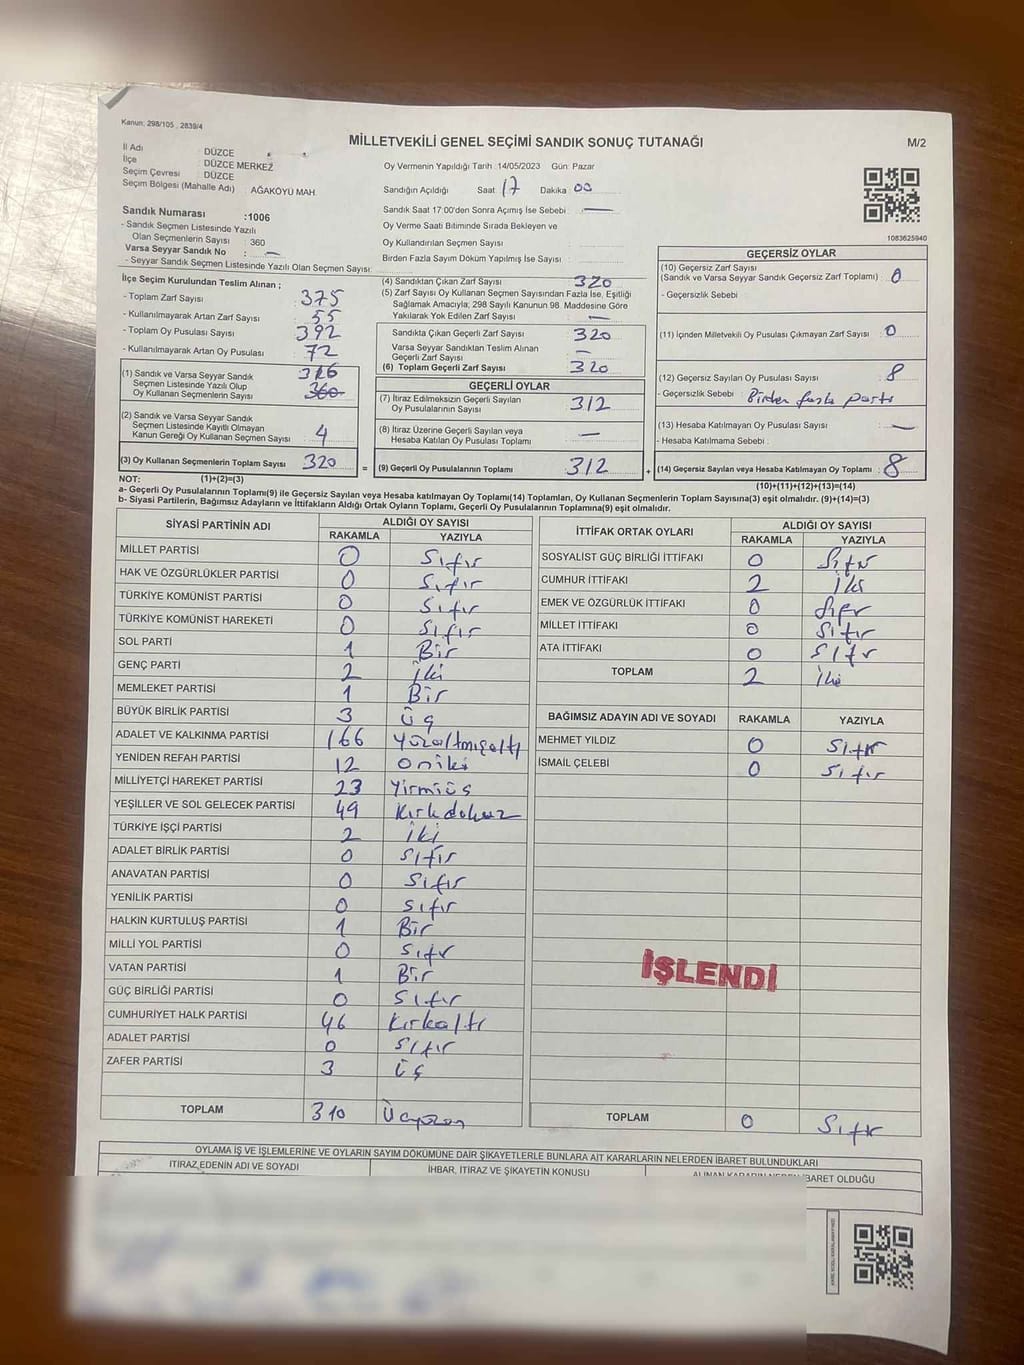 Kanun: 298/105 , 2839/4
MİLLETVEKİLİ GENEL SEÇİMİ SANDIK SONUÇ TUTANAĞI
M/2
İl Adı DÜZCE
İlçe DÜZCE MERKEZ
Seçim Çevresi : DÜZCE
Seçim Bölgesi (Mahalle Adı) : AĞAKÖYÜ MAH.
Oy Vermenin Yapıldığı Tarih :14/05/2023 Gün: Pazar
Sandığın Açıldığı Saat 17 Dakika : 00
Sandık Saat 17:00'den Sonra Açımış İse Sebebi : —
Oy Verme Saati Bitiminde Sırada Bekleyen ve
Oy Kullandırılan Seçmen Sayısı :
Birden Fazla Sayım Döküm Yapılmış İse Sayısı :
1083625940
Sandık Numarası :1006
- Sandık Seçmen Listesinde Yazılı
Olan Seçmenlerin Sayısı : 360
Varsa Seyyar Sandık No : —
- Seyyar Sandık Seçmen Listesinde Yazılı Olan Seçmen Sayısı:
İlçe Seçim Kurulundan Teslim Alınan ;
- Toplam Zarf Sayısı : 375
- Kullanılmayarak Artan Zarf Sayısı : 55
- Toplam Oy Pusulası Sayısı : 392
- Kullanılmayarak Artan Oy Pusulası : 72
(1) Sandık ve Varsa Seyyar Sandık 316
Seçmen Listesinde Yazılı Olup
Oy Kullanan Seçmenlerin Sayısı : 360
(2) Sandık ve Varsa Seyyar Sandık
Seçmen Listesinde Kayıtlı Olmayan
Kanun Gereği Oy Kullanan Seçmen Sayısı : 4
(3) Oy Kullanan Seçmenlerin Toplam Sayısı 320
(4) Sandıktan Çıkan Zarf Sayısı : 320
(5) Zarf Sayısı Oy Kullanan Seçmen Sayısından Fazla İse, Eşitliği
Sağlamak Amacıyla; 298 Sayılı Kanunun 98. Maddesine Göre
Yakılarak Yok Edilen Zarf Sayısı : —
Sandıkta Çıkan Geçerli Zarf Sayısı : 320
Varsa Seyyar Sandıktan Teslim Alınan
Geçerli Zarf Sayısı : —
(6) Toplam Geçerli Zarf Sayısı : 320
GEÇERLİ OYLAR
(7) İtiraz Edilmeksizin Geçerli Sayılan
Oy Pusulalarının Sayısı : 312
(8) İtiraz Üzerine Geçerli Sayılan veya
Hesaba Katılan Oy Pusulası Toplamı : —
= (9) Geçerli Oy Pusulalarının Toplamı : 312
GEÇERSİZ OYLAR
(10) Geçersiz Zarf Sayısı
(Sandık ve Varsa Seyyar Sandık Geçersiz Zarf Toplamı) : 0
- Geçersizlik Sebebi :
(11) İçinden Milletvekili Oy Pusulası Çıkmayan Zarf Sayısı : 0
(12) Geçersiz Sayılan Oy Pusulası Sayısı : 8
- Geçersizlik Sebebi : Birden fazla parti
(13) Hesaba Katılmayan Oy Pusulası Sayısı : —
- Hesaba Katılmama Sebebi :
+ (14) Geçersiz Sayılan veya Hesaba Katılmayan Oy Toplamı : 8
NOT: (1)+(2)=(3)
(10)+(11)+(12)+(13)=(14)
a- Geçerli Oy Pusulalarının Toplamı(9) ile Geçersiz Sayılan veya Hesaba katılmayan Oy Toplamı(14) Toplamları, Oy Kullanan Seçmenlerin Toplam Sayısına(3) eşit olmalıdır. (9)+(14)=(3)
b- Siyasi Partilerin, Bağımsız Adayların ve İttifakların Aldığı Ortak Oyların Toplamı, Geçerli Oy Pusulalarının Toplamına(9) eşit olmalıdır.
SİYASİ PARTİNİN ADI ALDIĞI OY SAYISI
RAKAMLA YAZIYLA
MİLLET PARTİSİ 0 Sıfır
HAK VE ÖZGÜRLÜKLER PARTİSİ 0 Sıfır
TÜRKİYE KOMÜNİST PARTİSİ 0 Sıfır
TÜRKİYE KOMÜNİST HAREKETİ 0 Sıfır
SOL PARTİ 1 Bir
GENÇ PARTİ 2 İki
MEMLEKET PARTİSİ 1 Bir
BÜYÜK BİRLİK PARTİSİ 3 Üç
ADALET VE KALKINMA PARTİSİ 166 Yüzaltmışaltı
YENİDEN REFAH PARTİSİ 12 Oniki
MİLLİYETÇİ HAREKET PARTİSİ 23 Yirmiüç
YEŞİLLER VE SOL GELECEK PARTİSİ 49 Kırkdokuz
TÜRKİYE İŞÇİ PARTİSİ 2 İki
ADALET BİRLİK PARTİSİ 0 Sıfır
ANAVATAN PARTİSİ 0 Sıfır
YENİLİK PARTİSİ 0 Sıfır
HALKIN KURTULUŞ PARTİSİ 1 Bir
MİLLİ YOL PARTİSİ 0 Sıfır
VATAN PARTİSİ 1 Bir
GÜÇ BİRLİĞİ PARTİSİ 0 Sıfır
CUMHURİYET HALK PARTİSİ 46 Kırkaltı
ADALET PARTİSİ 0 Sıfır
ZAFER PARTİSİ 3 Üç
TOPLAM 310 Üçyüzon
İTTİFAK ORTAK OYLARI ALDIĞI OY SAYISI
RAKAMLA YAZIYLA
SOSYALİST GÜÇ BİRLİĞİ İTTİFAKI 0 Sıfır
CUMHUR İTTİFAKI 2 İki
EMEK VE ÖZGÜRLÜK İTTİFAKI 0 Sıfır
MİLLET İTTİFAKI 0 Sıfır
ATA İTTİFAKI 0 Sıfır
TOPLAM 2 İki
BAĞIMSIZ ADAYIN ADI VE SOYADI RAKAMLA YAZIYLA
MEHMET YILDIZ 0 Sıfır
İSMAİL ÇELEBİ 0 Sıfır
İŞLENDİ
TOPLAM 0 Sıfır
OYLAMA İŞ VE İŞLEMLERİNE VE OYLARIN SAYIM DÖKÜMÜNE DAİR ŞİKAYETLERLE BUNLARA AİT KARARLARIN NELERDEN İBARET BULUNDUKLARI
İTİRAZ EDENİN ADI VE SOYADI İHBAR, İTİRAZ VE ŞİKAYETİN KONUSU ALINAN KARARIN NEDEN İBARET OLDUĞU